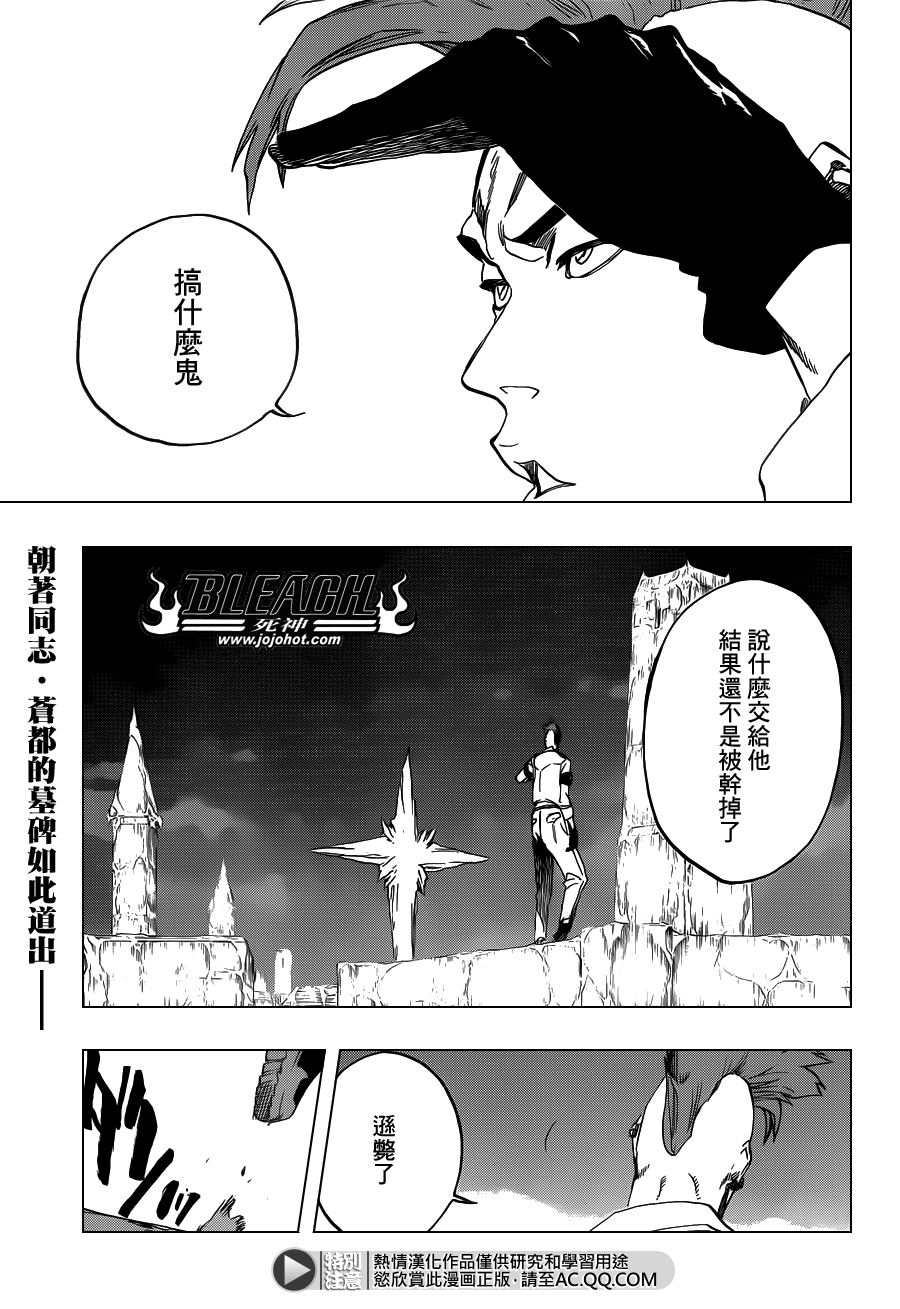 搞什麼鬼
說什麼交給他
結果還不是被幹掉了
BLEACH
死神
www.jojohot.com
朝著同志・蒼都的墓碑如此道出——
遜斃了
特別
注意
熱情漢化作品僅供研究和學習用途
慾欣賞此漫畫正版，請至AC.QQ.COM